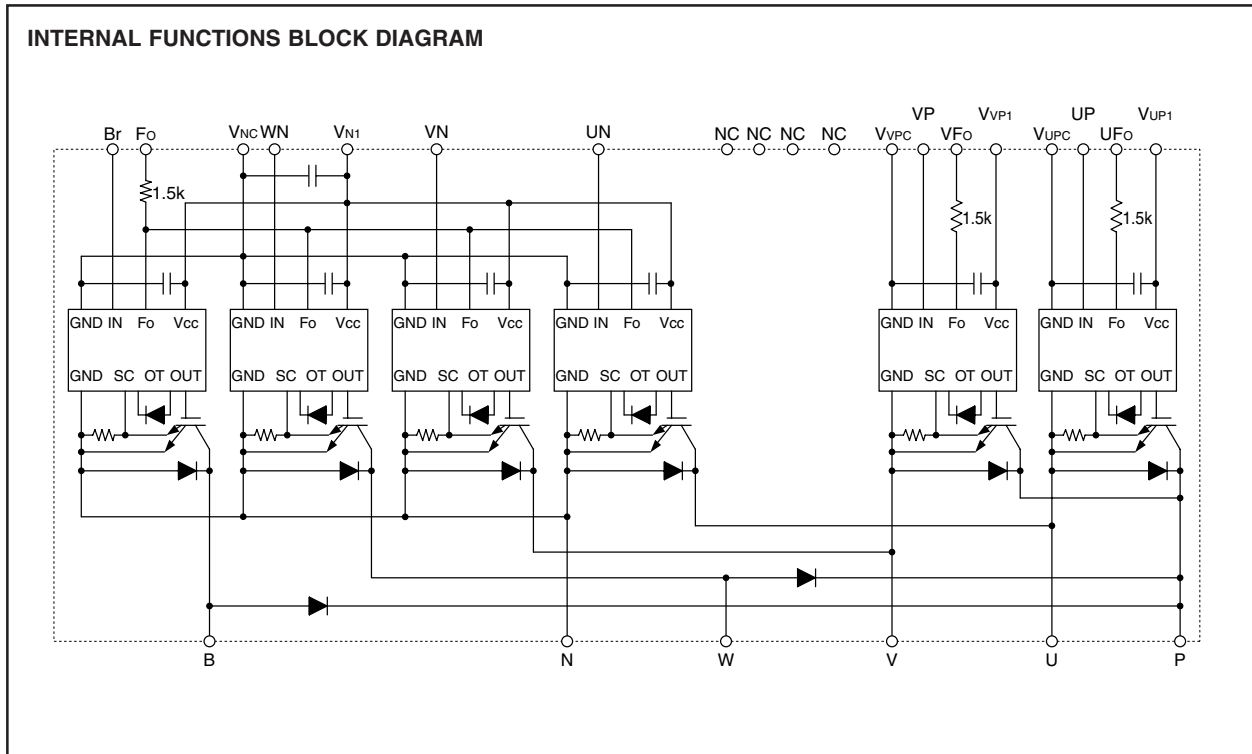 INTERNAL FUNCTIONS BLOCK DIAGRAM
VP VVP1 UP VUP1
Br FO VNC WN VN1 VN UN NC NC NC NC VVPC VFO VUPC UFO
1.5k 1.5k 1.5k
GND IN FO VCC GND IN FO VCC GND IN FO VCC GND IN FO VCC GND IN FO VCC GND IN FO VCC
GND SC OT OUT GND SC OT OUT GND SC OT OUT GND SC OT OUT GND SC OT OUT GND SC OT OUT
B N W V U P